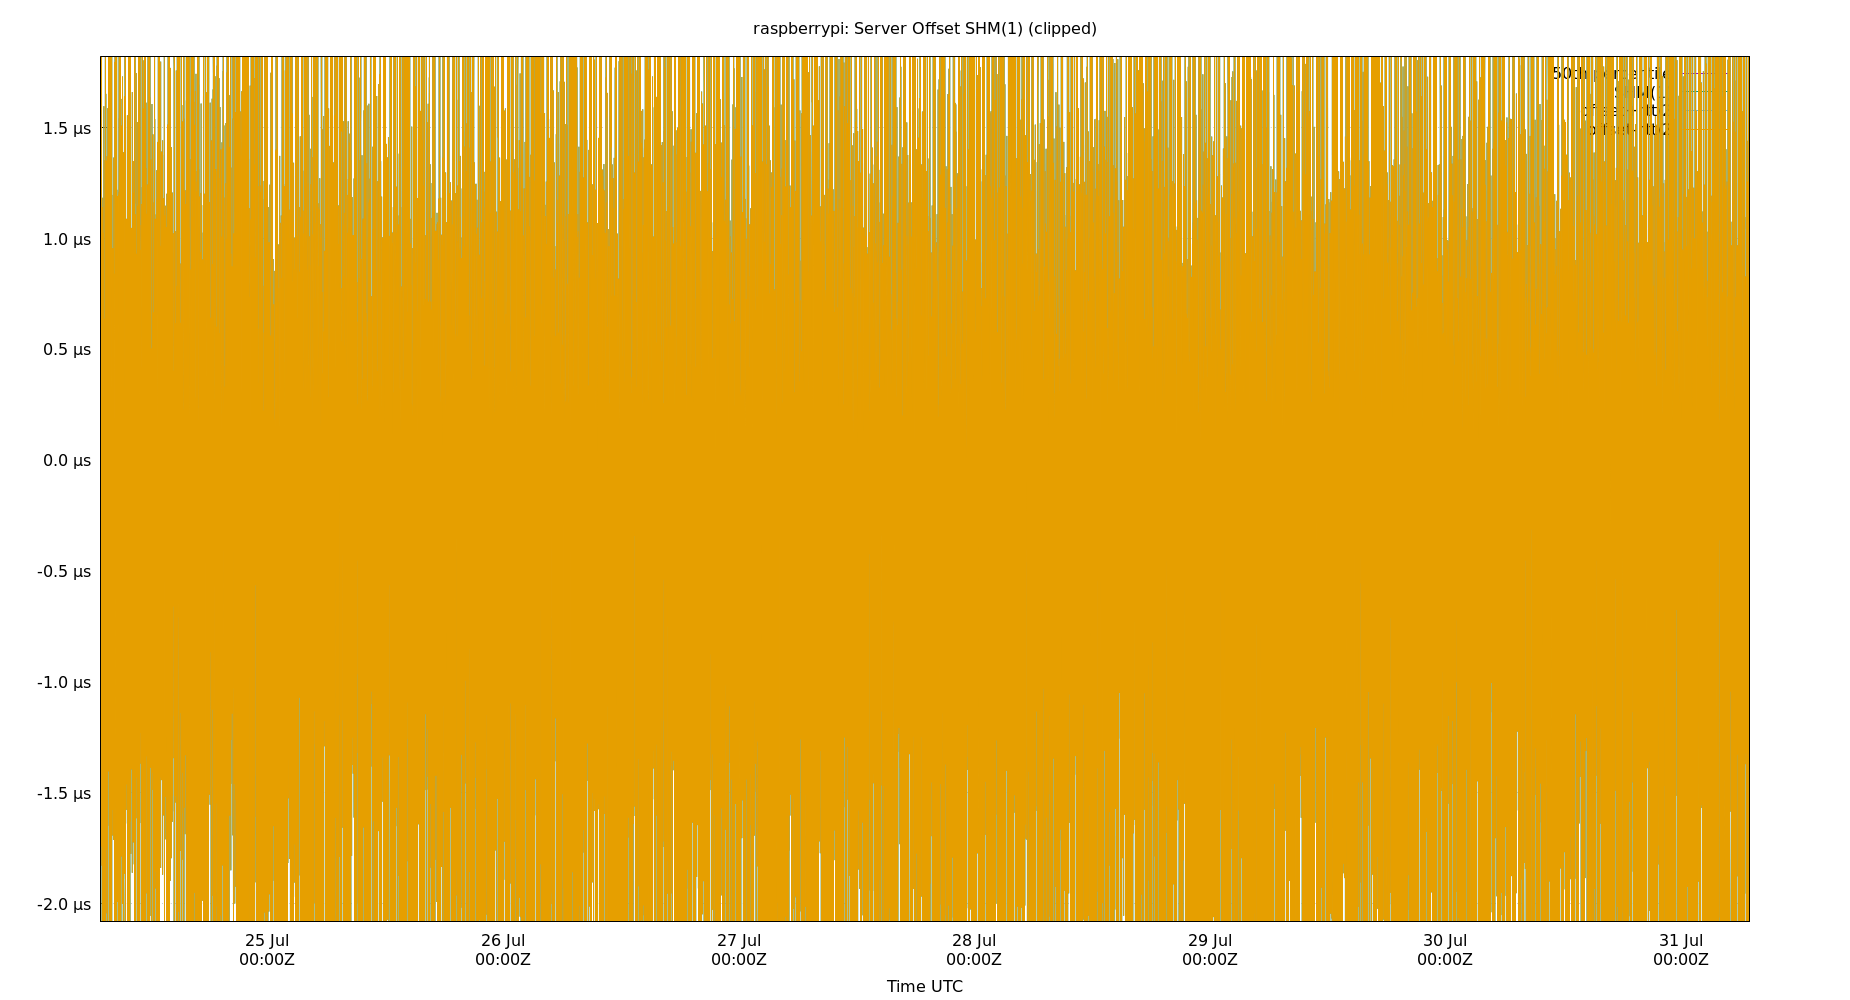 raspberrypi: Server Offset SHM(1) (clipped)
1.5 µs
1.0 µs
0.5 µs
0.0 µs
-0.5 µs
-1.0 µs
-1.5 µs
-2.0 µs
25 Jul 26 Jul 27 Jul 28 Jul 29 Jul 30 Jul 31 Jul
00:00Z 00:00Z 00:00Z 00:00Z 00:00Z 00:00Z 00:00Z
Time UTC